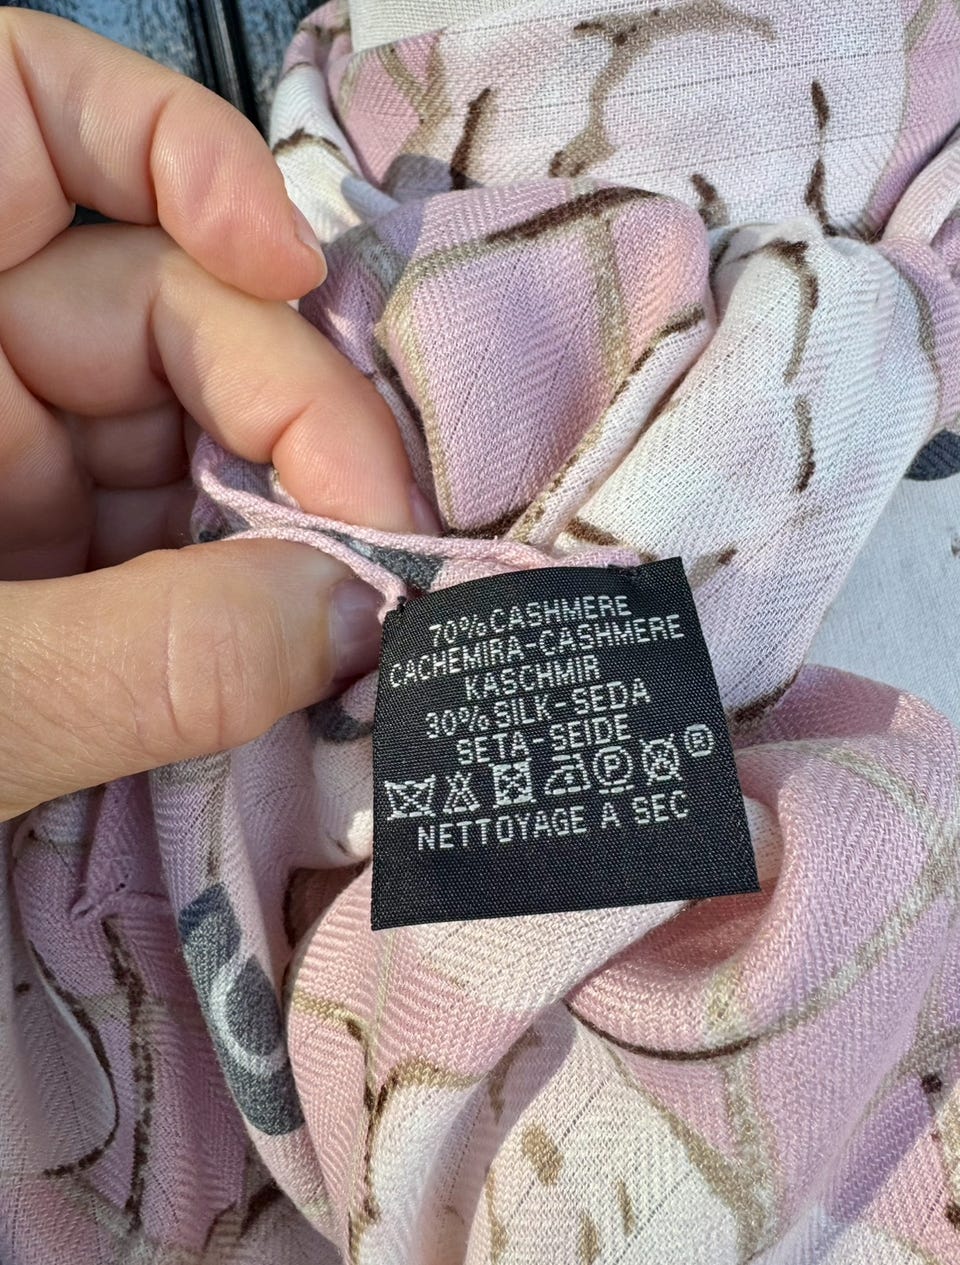 70% CASHMERE
CACHEMIRA-CASHMERE
KASCHMIR
30% SILK-SEDA
SETA-SEIDE
P ®
NETTOYAGE A SEC